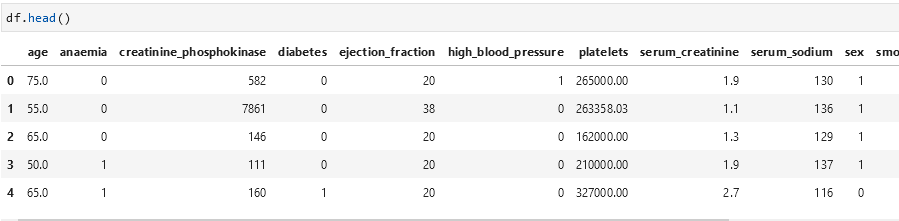 df.head()
age anaemia creatinine_phosphokinase diabetes ejection_fraction high_blood_pressure platelets serum_creatinine serum_sodium sex smo
0 75.0 0 582 0 20 1 265000.00 1.9 130 1
1 55.0 0 7861 0 38 0 263358.03 1.1 136 1
2 65.0 0 146 0 20 0 162000.00 1.3 129 1
3 50.0 1 111 0 20 0 210000.00 1.9 137 1
4 65.0 1 160 1 20 0 327000.00 2.7 116 0